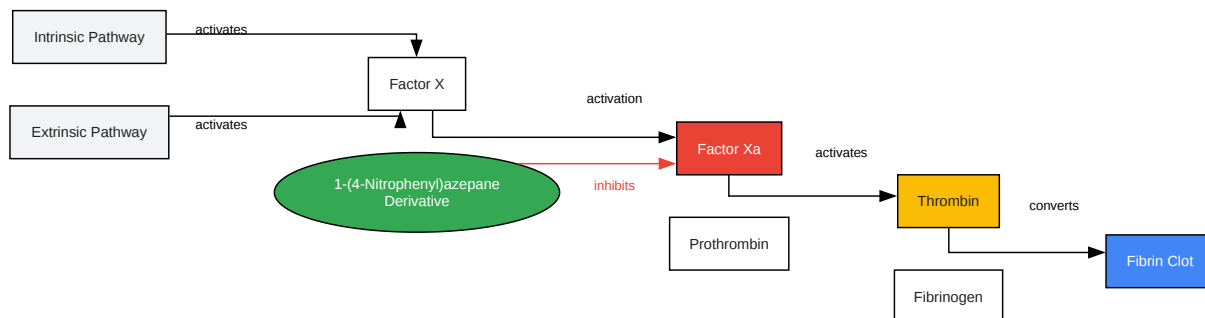 Intrinsic Pathway
activates
Factor X
Extrinsic Pathway
activates
activation
Factor Xa
1-(4-Nitrophenyl)azepane
Derivative
inhibits
activates
Prothrombin
Thrombin
converts
Fibrinogen
Fibrin Clot